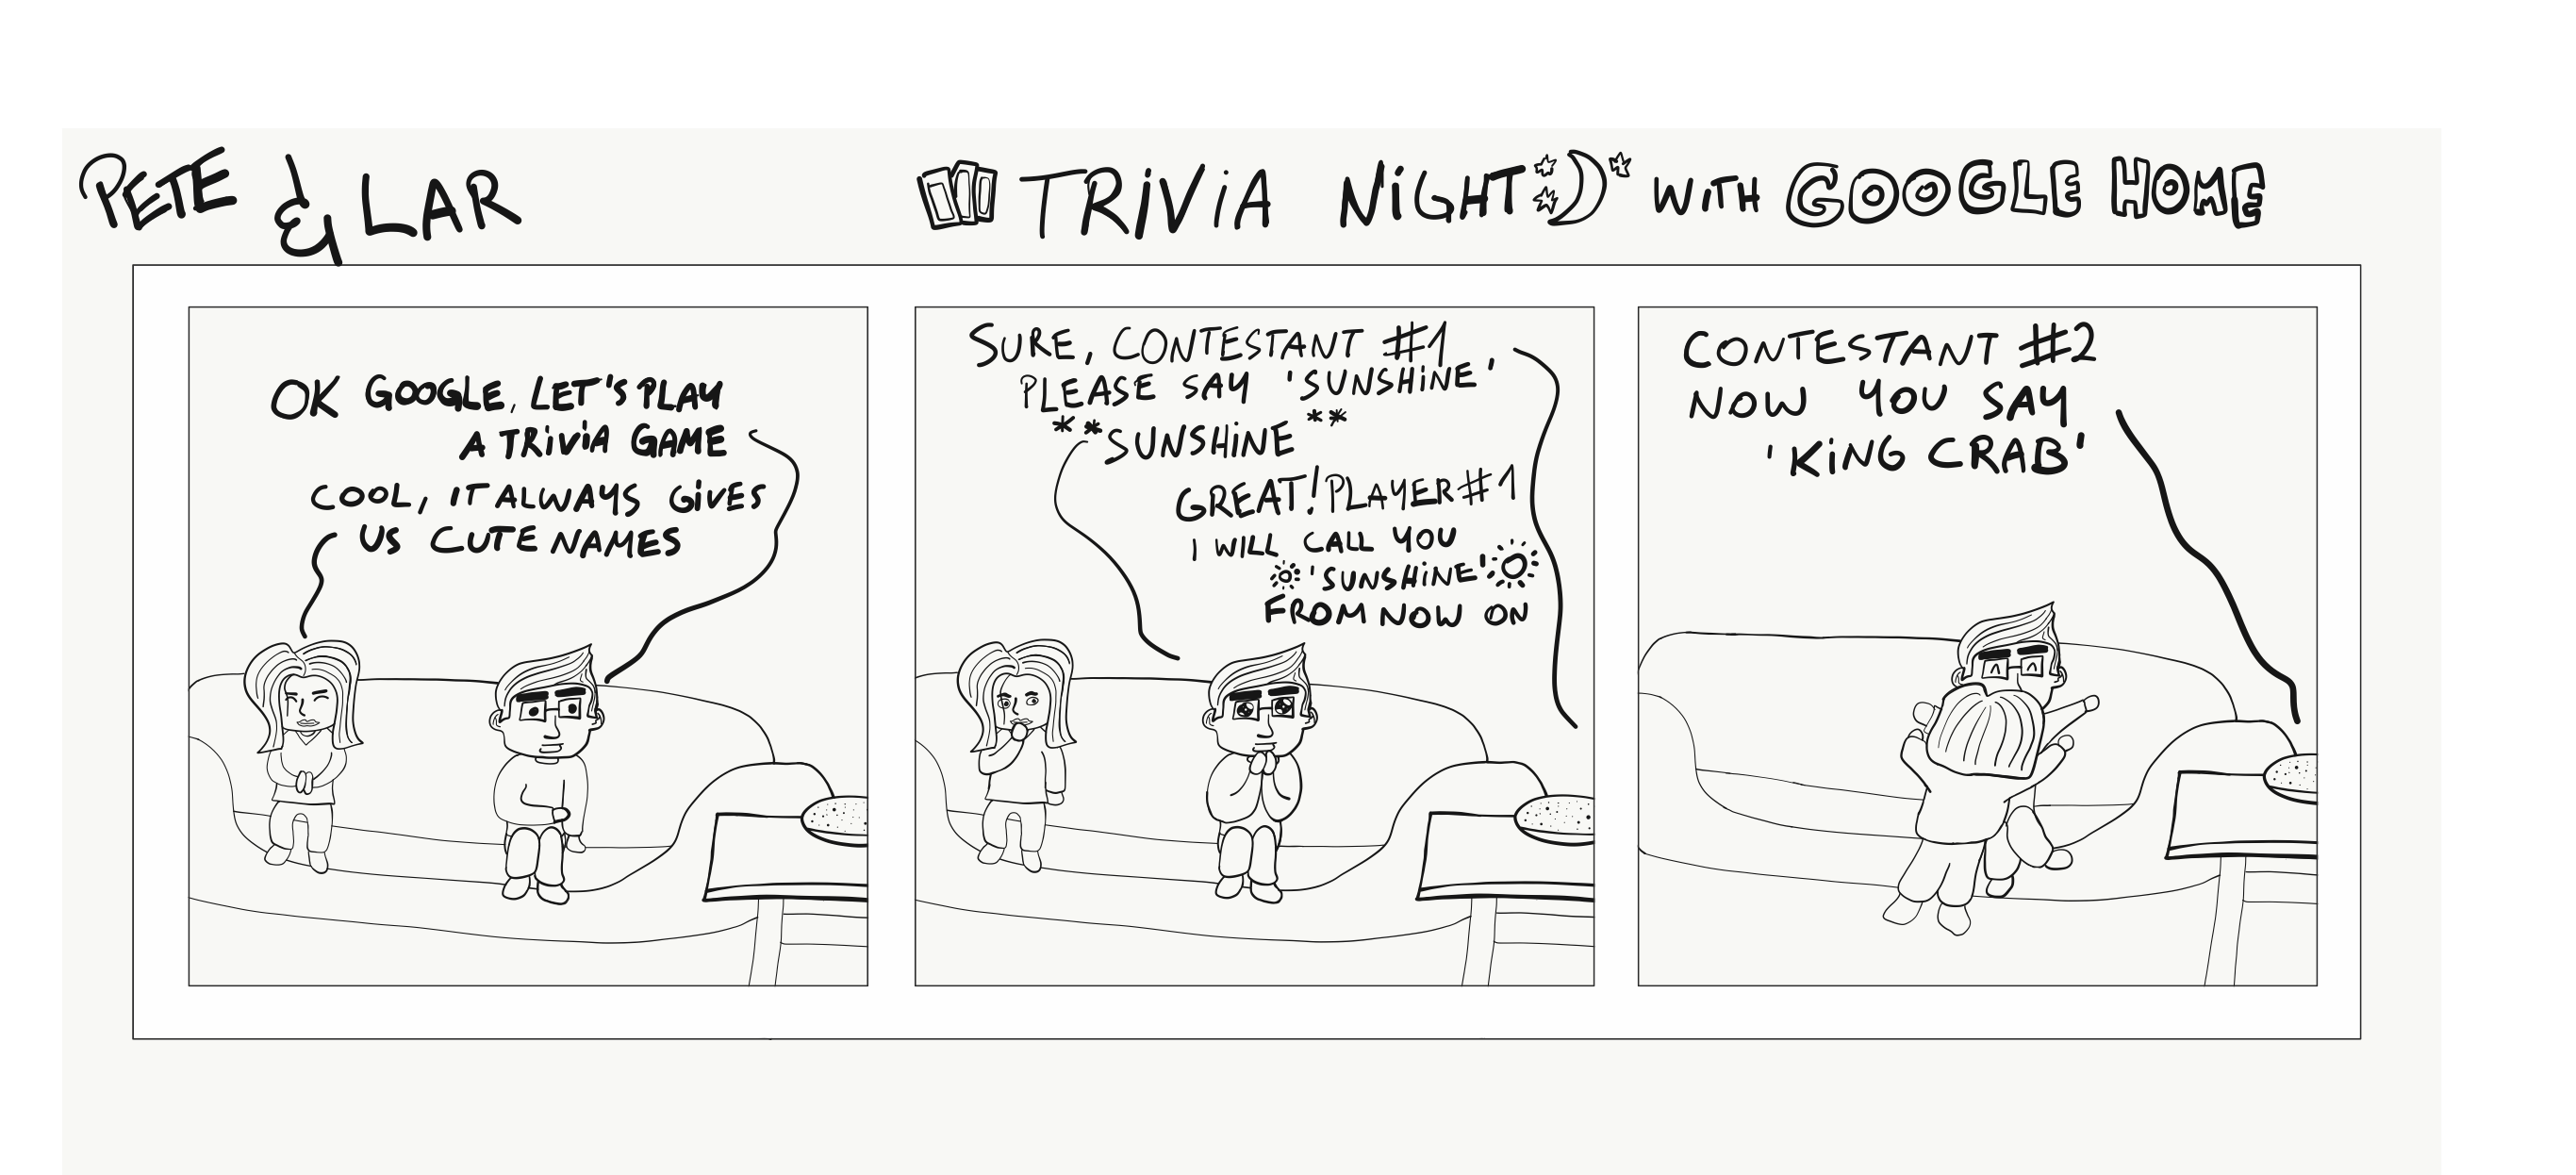 PETE & LAR
TRIVIA NIGHT WITH GOOGLE HOME
OK GOOGLE, LET'S PLAY
A TRIVIA GAME
COOL, IT ALWAYS GIVES
US CUTE NAMES
SURE, CONTESTANT #1,
PLEASE SAY 'SUNSHINE'
**SUNSHINE**
GREAT! PLAYER #1
I WILL CALL YOU
'SUNSHINE'
FROM NOW ON
CONTESTANT #2
NOW YOU SAY
'KING CRAB'